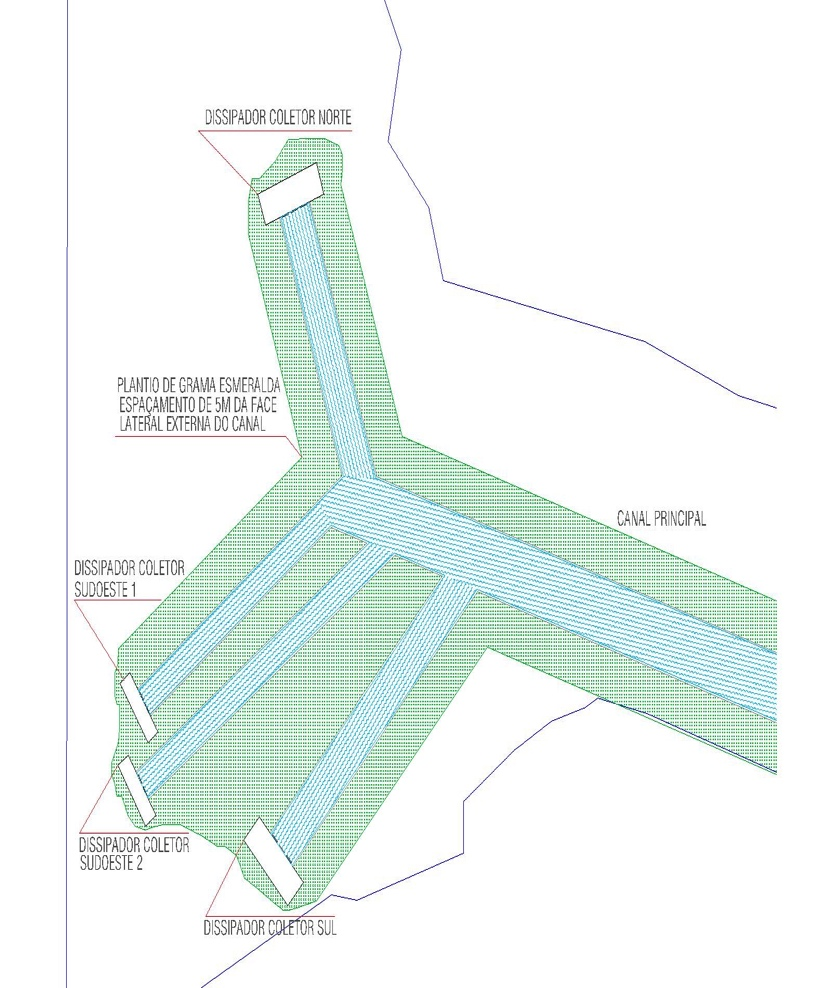 DISSIPADOR COLETOR NORTE
PLANTIO DE GRAMA ESMERALDA
ESPAÇAMENTO DE 5M DA FACE
LATERAL EXTERNA DO CANAL
CANAL PRINCIPAL
DISSIPADOR COLETOR
SUDOESTE 1
DISSIPADOR COLETOR
SUDOESTE 2
DISSIPADOR COLETOR SUL